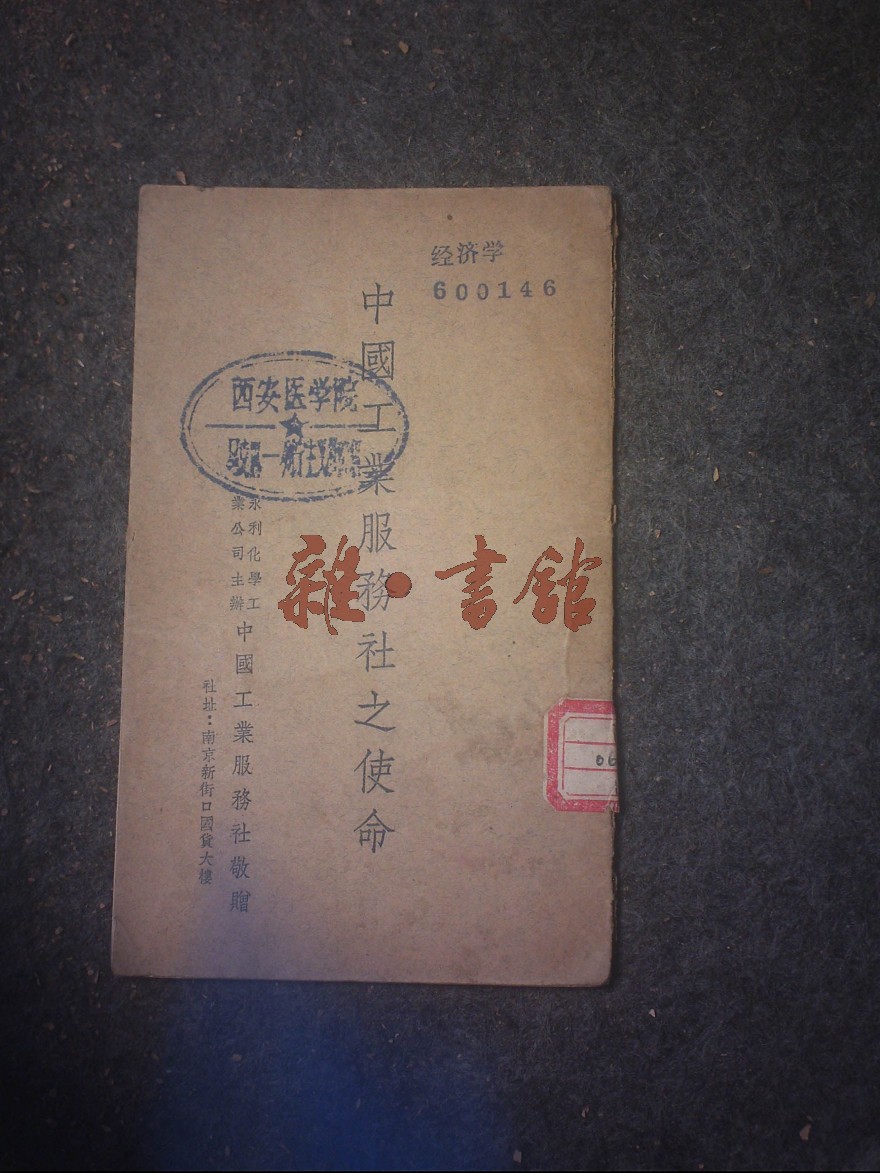 经济学
600146
中國工業服務社之使命
西安医学院
永利化學工
業公司主辦
中國工業服務社敬贈
社址：南京新街口國貨大樓
雜·書館
06